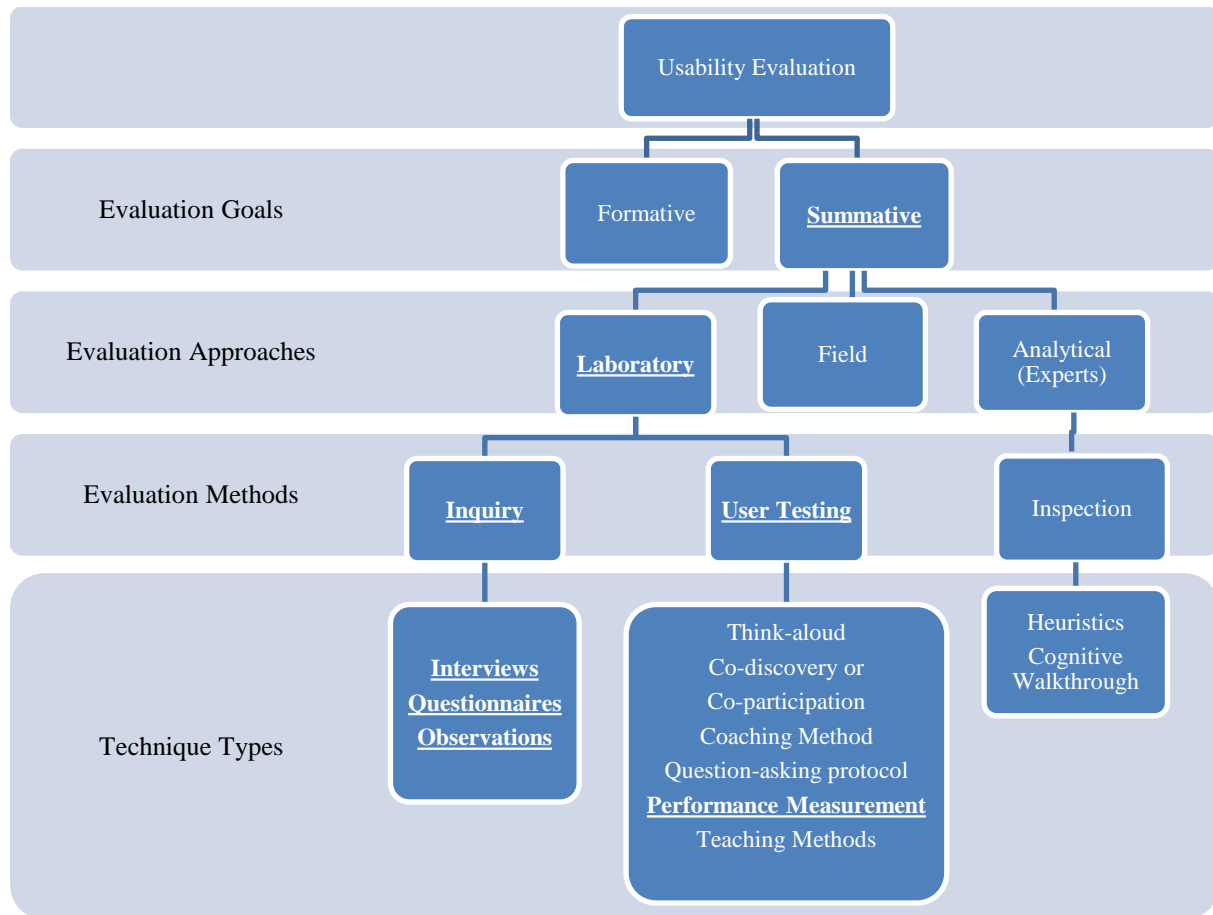 Usability Evaluation
Evaluation Goals
Formative
Summative
Evaluation Approaches
Laboratory
Field
Analytical
(Experts)
Evaluation Methods
Inquiry
User Testing
Inspection
Technique Types
Interviews
Questionnaires
Observations
Think-aloud
Co-discovery or
Co-participation
Coaching Method
Question-asking protocol
Performance Measurement
Teaching Methods
Heuristics
Cognitive
Walkthrough